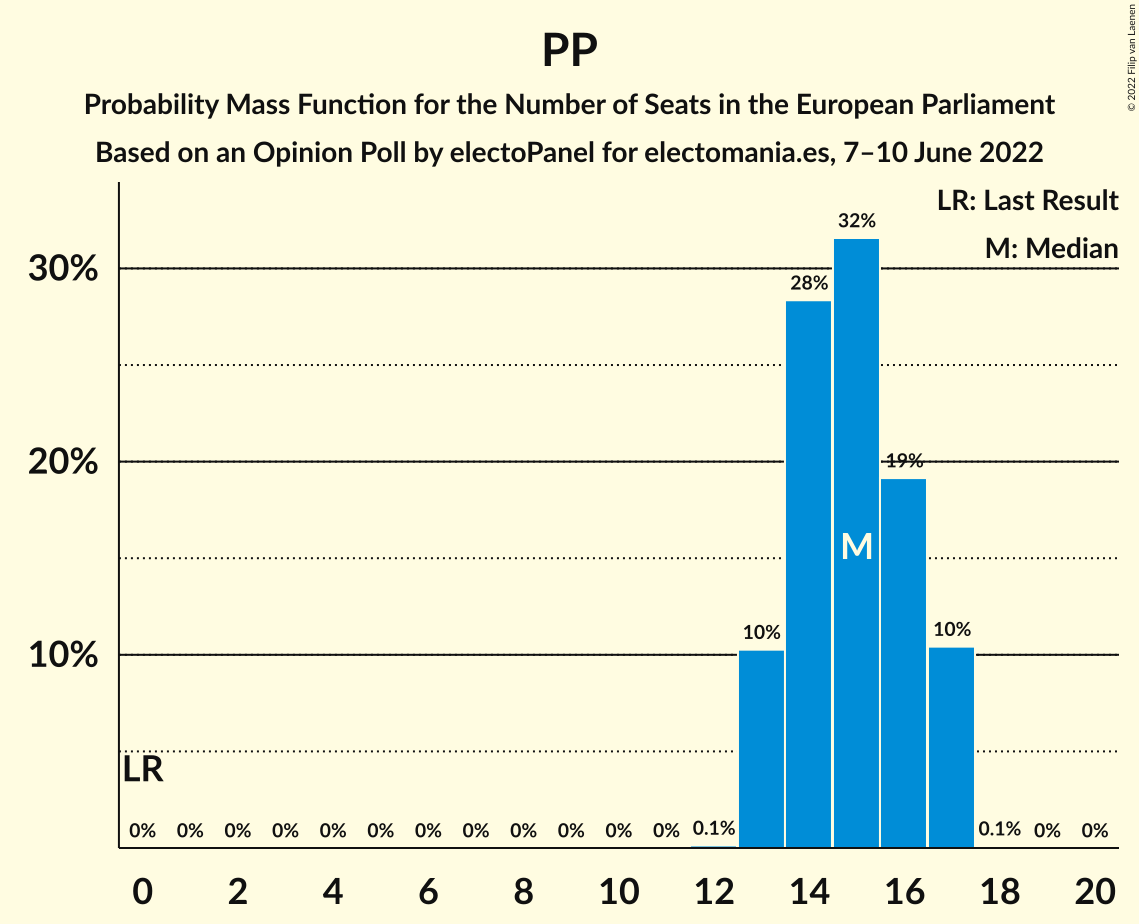 PP
Probability Mass Function for the Number of Seats in the European Parliament
Based on an Opinion Poll by electoPanel for electomania.es, 7–10 June 2022
© 2022 Filip van Laenen
LR: Last Result
M: Median
30%
20%
10%
32%
28%
19%
M
10%
10%
LR
0% 0% 0% 0% 0% 0% 0% 0% 0% 0% 0% 0% 0.1% 0.1% 0% 0%
0 2 4 6 8 10 12 14 16 18 20